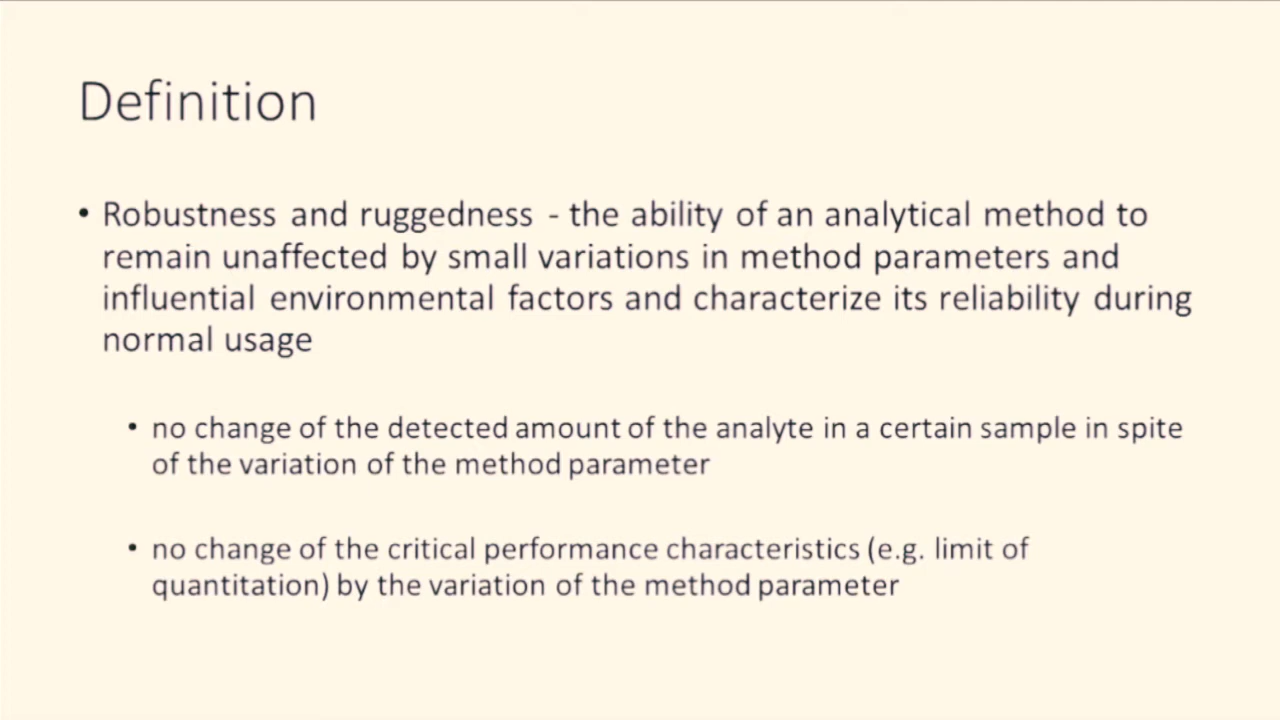 Definition
• Robustness and ruggedness - the ability of an analytical method to
remain unaffected by small variations in method parameters and
influential environmental factors and characterize its reliability during
normal usage
• no change of the detected amount of the analyte in a certain sample in spite
of the variation of the method parameter
• no change of the critical performance characteristics (e.g. limit of
quantitation) by the variation of the method parameter